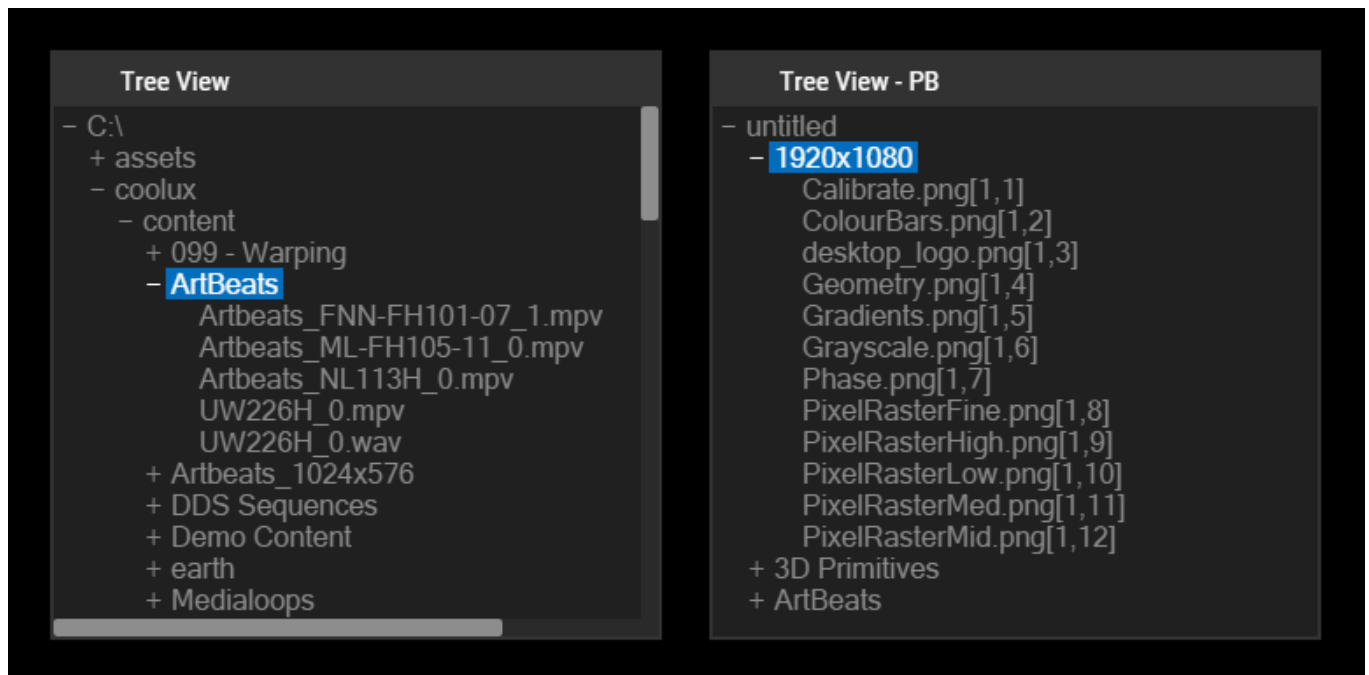 Tree View
− C:\
+ assets
− coolux
− content
+ 099 - Warping
− ArtBeats
Artbeats_FNN-FH101-07_1.mpv
Artbeats_ML-FH105-11_0.mpv
Artbeats_NL113H_0.mpv
UW226H_0.mpv
UW226H_0.wav
+ Artbeats_1024x576
+ DDS Sequences
+ Demo Content
+ earth
+ Medialoops
Tree View - PB
− untitled
− 1920x1080
Calibrate.png[1,1]
ColourBars.png[1,2]
desktop_logo.png[1,3]
Geometry.png[1,4]
Gradients.png[1,5]
Grayscale.png[1,6]
Phase.png[1,7]
PixelRasterFine.png[1,8]
PixelRasterHigh.png[1,9]
PixelRasterLow.png[1,10]
PixelRasterMed.png[1,11]
PixelRasterMid.png[1,12]
+ 3D Primitives
+ ArtBeats